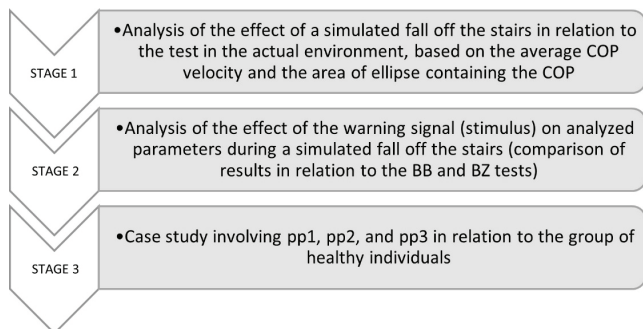 STAGE 1
•Analysis of the effect of a simulated fall off the stairs in relation to
the test in the actual environment, based on the average COP
velocity and the area of ellipse containing the COP
STAGE 2
•Analysis of the effect of the warning signal (stimulus) on analyzed
parameters during a simulated fall off the stairs (comparison of
results in relation to the BB and BZ tests)
STAGE 3
•Case study involving pp1, pp2, and pp3 in relation to the group of
healthy individuals